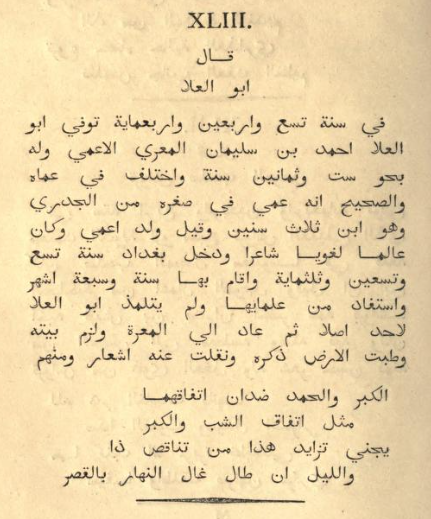 XLIII.
قال
ابو العلا
في سنة تسع واربعين واربعماية توفي ابو
العلا احمد بن سليمان المعري الاعمي وله
نحو ست وثمانين سنة واختلف في عماه
والصحيح انه عمي في صغره من الجدري
وهو ابن ثلاث سنين وقيل ولد اعمي وكان
عالما لغويا شاعرا ودخل بغداد سنة تسع
وتسعين وثلثماية واقام بها سنة وسبعة اشهر
واستفاد من علمايها ولم يتلمذ ابو العلا
لاحد اصلا ثم عاد الي المعرة ولزم بيته
وطبت الارض ذكره ونقلت عنه اشعار ومنهم
الكبر والحمد ضدان اتفاقهما
مثل اتفاق الشب والكبر
يجني تزايد هذا من تناقص ذا
والليل ان طال غال النهار بالقصر